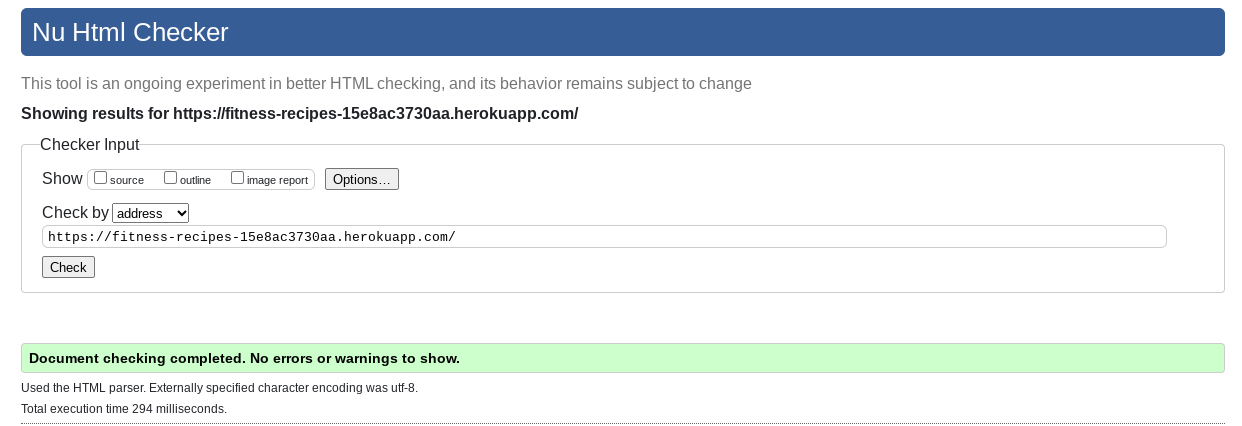 Nu Html Checker
This tool is an ongoing experiment in better HTML checking, and its behavior remains subject to change
Showing results for https://fitness-recipes-15e8ac3730aa.herokuapp.com/
Checker Input
Show source outline image report Options...
Check by address
https://fitness-recipes-15e8ac3730aa.herokuapp.com/
Check
Document checking completed. No errors or warnings to show.
Used the HTML parser. Externally specified character encoding was utf-8.
Total execution time 294 milliseconds.